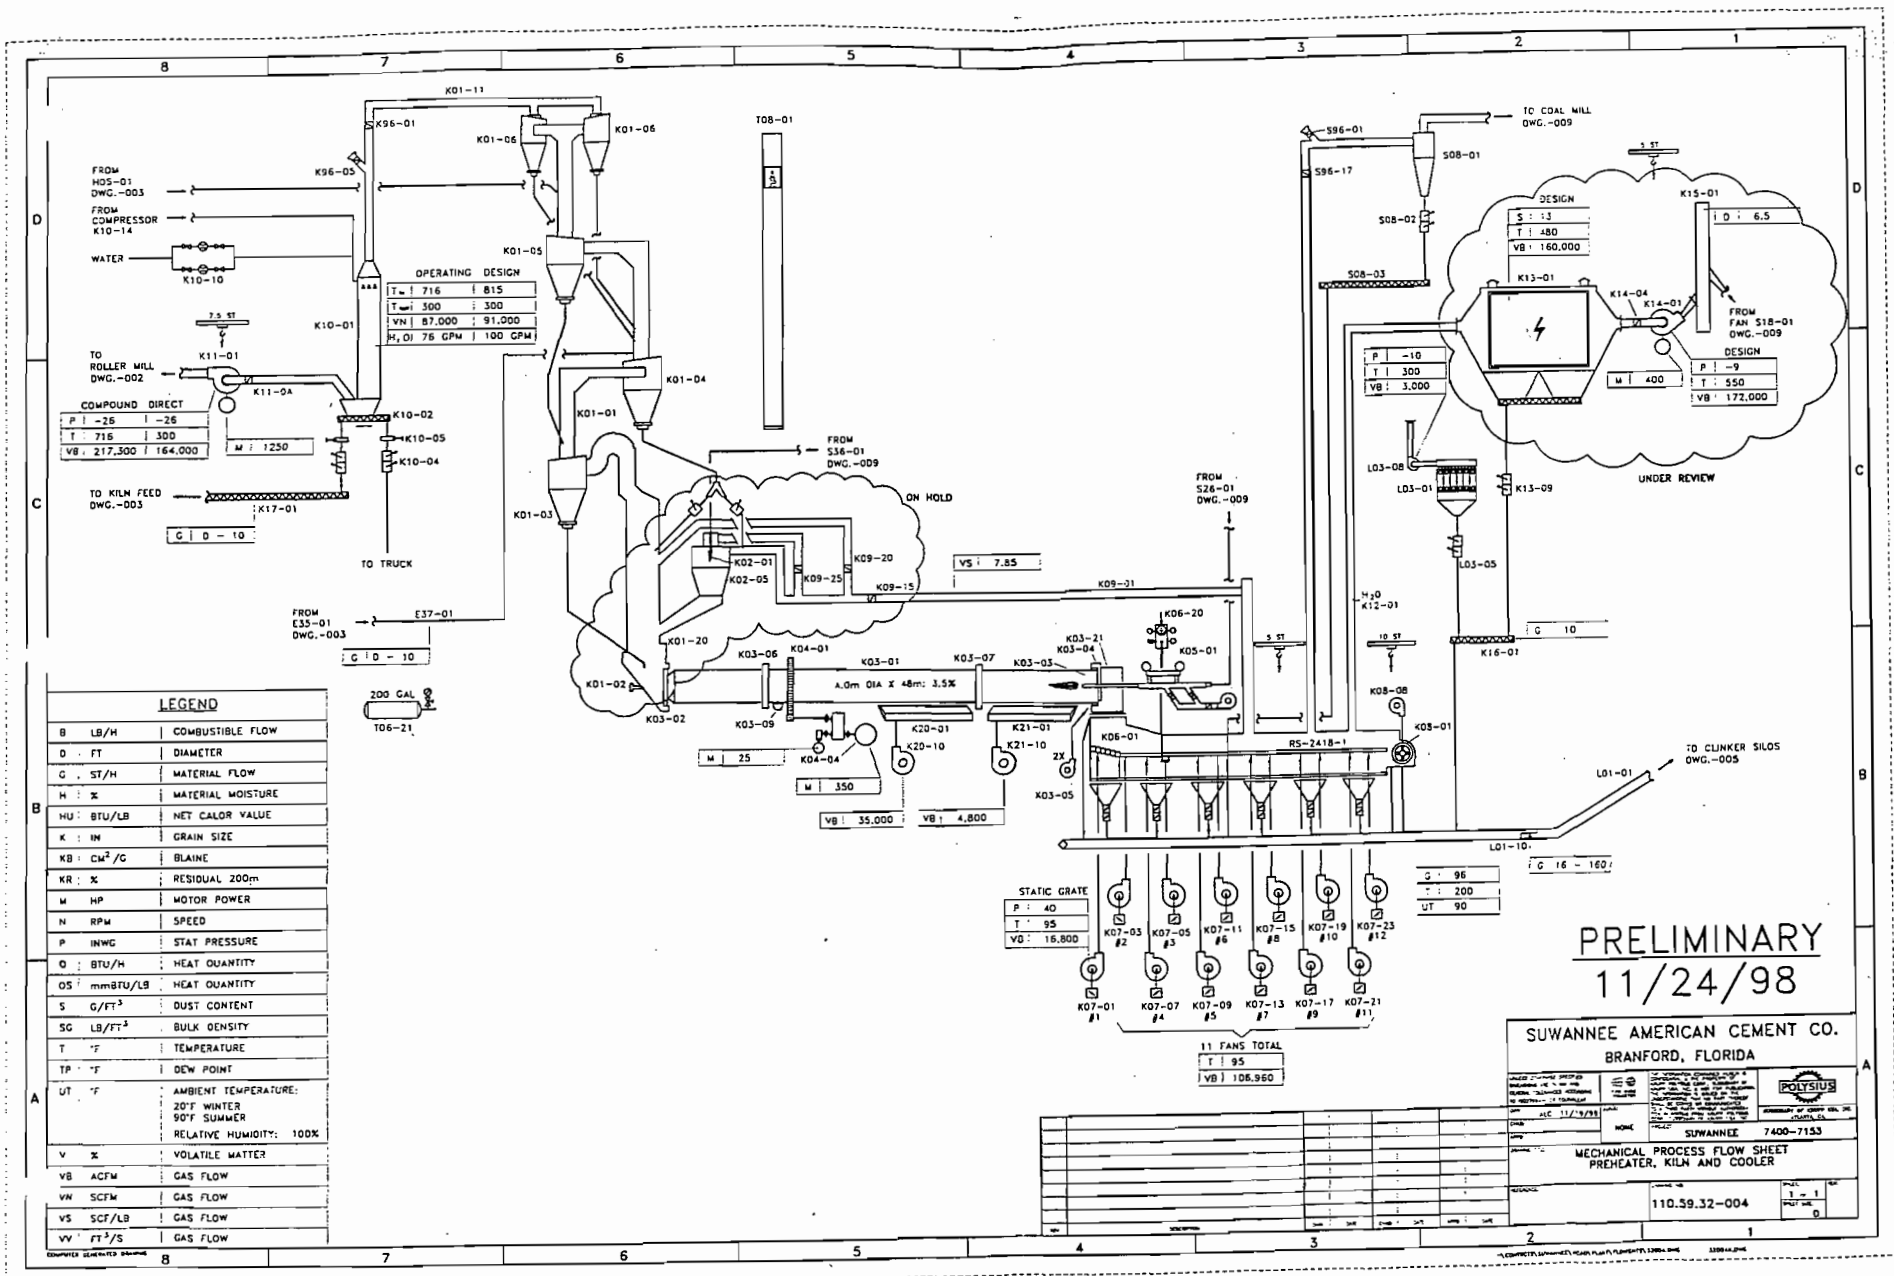 8
7
6
5
4
3
2
1
D
C
B
A
K01-11
K96-01
K01-06
K01-06
T08-01
K96-05
FROM
H05-01
DWG.-003
FROM
COMPRESSOR
K10-14
WATER
K10-10
K01-05
OPERATING DESIGN
716 815
300 300
VN 87,000 91,000
H2O 76 GPM 100 GPM
7.5 ST
K10-01
K11-01
TO
ROLLER MILL
DWG.-002
K11-04
COMPOUND DIRECT
P -26 -26
T 716 300
VB 217,300 164,000
M 1250
K10-02
K10-05
K10-04
TO KILN FEED
DWG.-003
K17-01
G D - 10
TO TRUCK
FROM
E35-01
DWG.-003
E37-01
G D - 10
200 GAL
T06-21
K01-04
K01-01
K01-03
FROM
S36-01
DWG.-009
ON HOLD
K02-01
K02-05
K09-25
K09-20
K09-15
VS 7.85
K09-01
K01-20
K01-02
K03-02
K03-06
K04-01
K03-01
K03-07
K03-03
K03-04
K03-21
4.0m DIA X 48m; 3.5%
K03-09
K04-04
M 25
M 350
K20-01
K20-10
K21-01
K21-10
VB 35,000
VB 4,800
2X
K03-05
K06-01
K06-20
K05-01
FROM
S26-01
DWG.-009
5 ST
10 ST
K08-08
K08-01
RS-2418-1
H2O
K12-01
S96-01
S96-17
TO COAL MILL
DWG.-009
S08-01
S08-02
S08-03
5 ST
DESIGN
S 13
T 480
VB 160,000
K15-01
D 6.5
K13-01
K14-04
K14-01
FROM
FAN S18-01
DWG.-009
DESIGN
P -9
T 550
VB 172,000
M 400
P -10
T 300
VB 3,000
UNDER REVIEW
L03-08
L03-01
L03-05
K13-09
K16-01
G 10
TO CLINKER SILOS
DWG.-005
L01-01
L01-10
G 16 - 160
G 96
T 200
UT 90
STATIC GRATE
P 40
T 95
VB 16,800
K07-03
#2
K07-05
#3
K07-11
#6
K07-15
#8
K07-19
#10
K07-23
#12
K07-01
#1
K07-07
#4
K07-09
#5
K07-13
#7
K07-17
#9
K07-21
#11
11 FANS TOTAL
T 95
VB 106,960
LEGEND
B LB/H COMBUSTIBLE FLOW
D FT DIAMETER
G ST/H MATERIAL FLOW
H % MATERIAL MOISTURE
HU BTU/LB NET CALOR VALUE
K IN GRAIN SIZE
KB CM²/G BLAINE
KR % RESIDUAL 200m
M HP MOTOR POWER
N RPM SPEED
P INWG STAT PRESSURE
Q BTU/H HEAT QUANTITY
QS mmBTU/LB HEAT QUANTITY
S G/FT³ DUST CONTENT
SG LB/FT³ BULK DENSITY
T °F TEMPERATURE
TP °F DEW POINT
UT °F AMBIENT TEMPERATURE:
20°F WINTER
90°F SUMMER
RELATIVE HUMIDITY: 100%
V % VOLATILE MATTER
VB ACFM GAS FLOW
VN SCFM GAS FLOW
VS SCF/LB GAS FLOW
VV FT³/S GAS FLOW
COMPUTER GENERATED DRAWING
PRELIMINARY
11/24/98
SUWANNEE AMERICAN CEMENT CO.
BRANFORD, FLORIDA
POLYSIUS
ALC 11/19/98
NONE
SUWANNEE 7400-7153
MECHANICAL PROCESS FLOW SHEET
PREHEATER, KILN AND COOLER
110.59.32-004
1 - 1
0
8
7
6
5
4
3
2
1